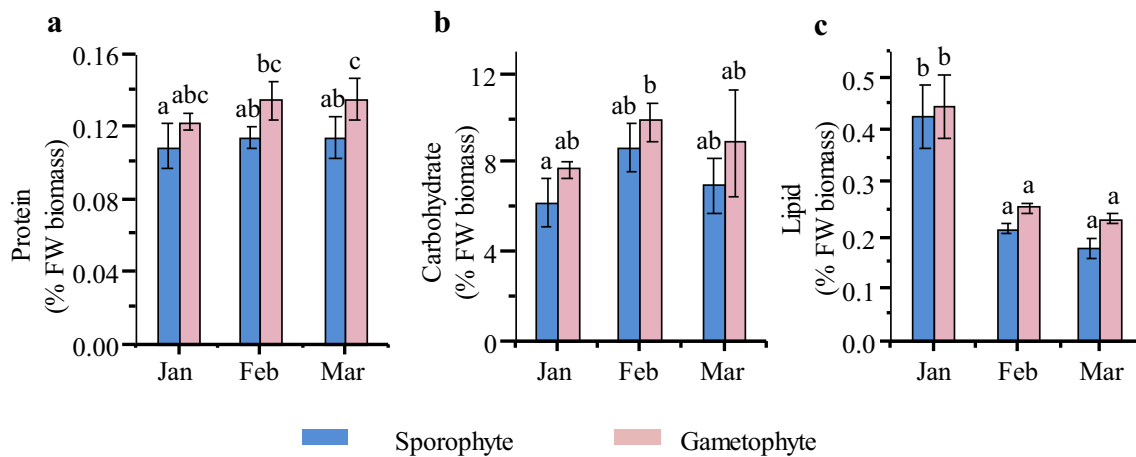 a
Protein
(% FW biomass)
0.16
0.12
0.08
0.04
0.00
a
abc
ab
bc
ab
c
Jan
Feb
Mar
b
Carbohydrate
(% FW biomass)
12
8
4
0
a
ab
ab
b
ab
ab
Jan
Feb
Mar
c
Lipid
(% FW biomass)
0.5
0.4
0.3
0.2
0.1
0.0
b
b
a
a
a
a
Jan
Feb
Mar
Sporophyte
Gametophyte